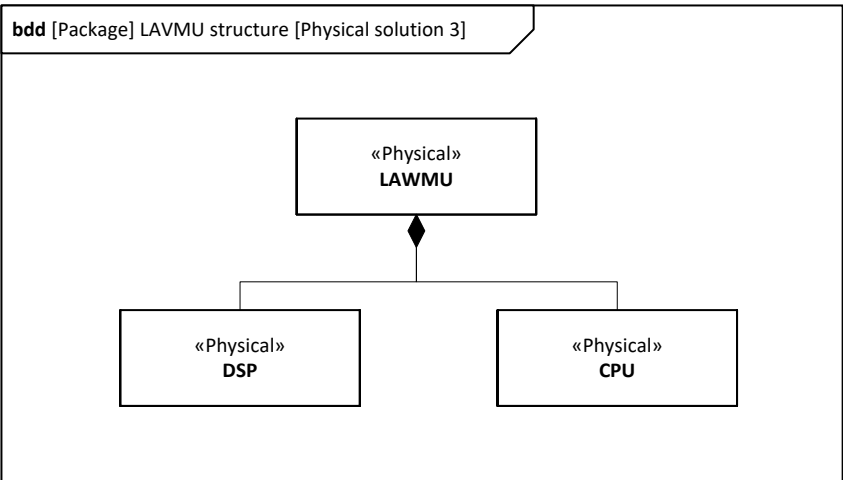 bdd [Package] LAVMU structure [Physical solution 3]
«Physical»
LAWMU
«Physical»
DSP
«Physical»
CPU